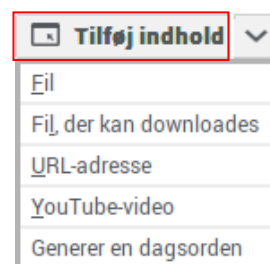 Tilføj indhold
Fil
Fil, der kan downloades
URL-adresse
YouTube-video
Generer en dagsorden